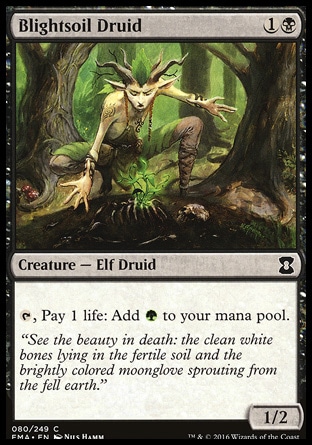 Blightsoil Druid 1
Creature — Elf Druid
, Pay 1 life: Add to your mana pool.
“See the beauty in death: the clean white
bones lying in the fertile soil and the
brightly colored moonglove sprouting from
the fell earth.”
1/2
080/249 C
EMA • EN Nils Hamm
™ & © 2016 Wizards of the Coast